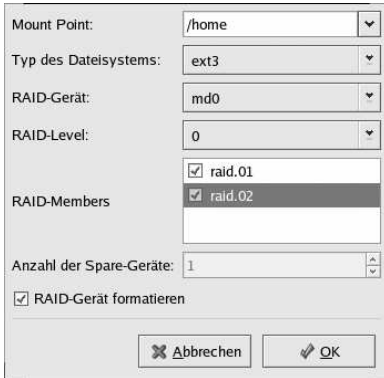 Mount Point: /home
Typ des Dateisystems: ext3
RAID-Gerät: md0
RAID-Level: 0
raid.01
raid.02
RAID-Members
Anzahl der Spare-Geräte: 1
RAID-Gerät formatieren
Abbrechen OK